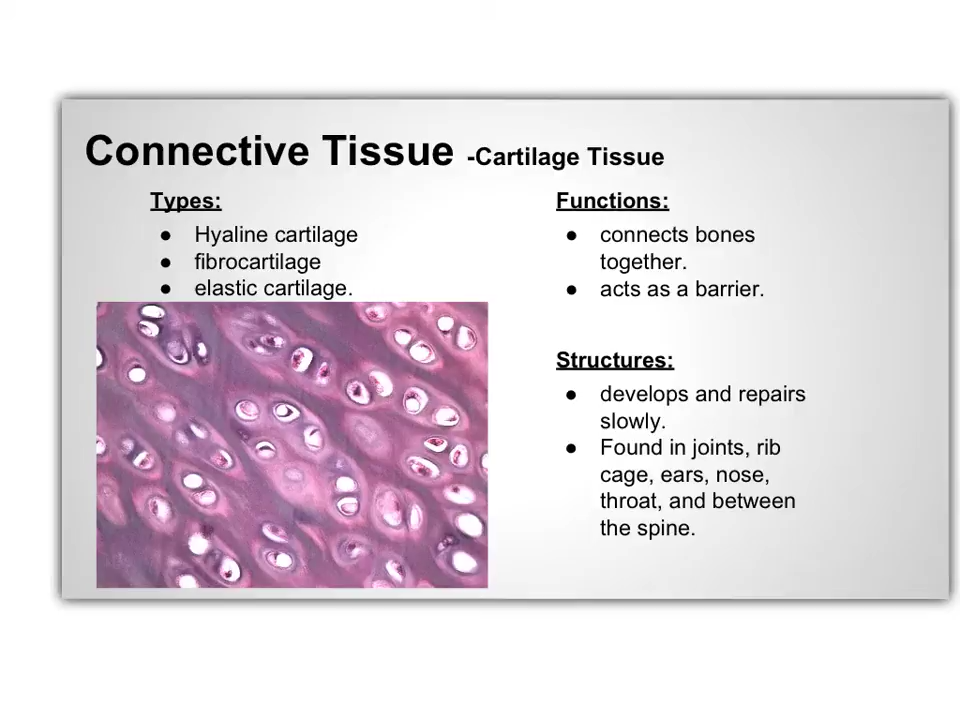 Connective Tissue -Cartilage Tissue
Types:
● Hyaline cartilage
● fibrocartilage
● elastic cartilage.
Functions:
● connects bones
together.
● acts as a barrier.
Structures:
● develops and repairs
slowly.
● Found in joints, rib
cage, ears, nose,
throat, and between
the spine.